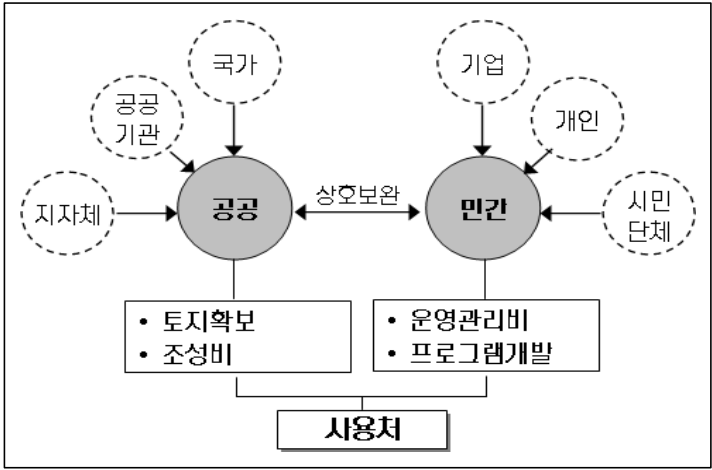 국가
기업
공공
기관
개인
지자체
공공
상호보완
민간
시민
단체
• 토지확보
• 조성비
• 운영관리비
• 프로그램개발
사용처